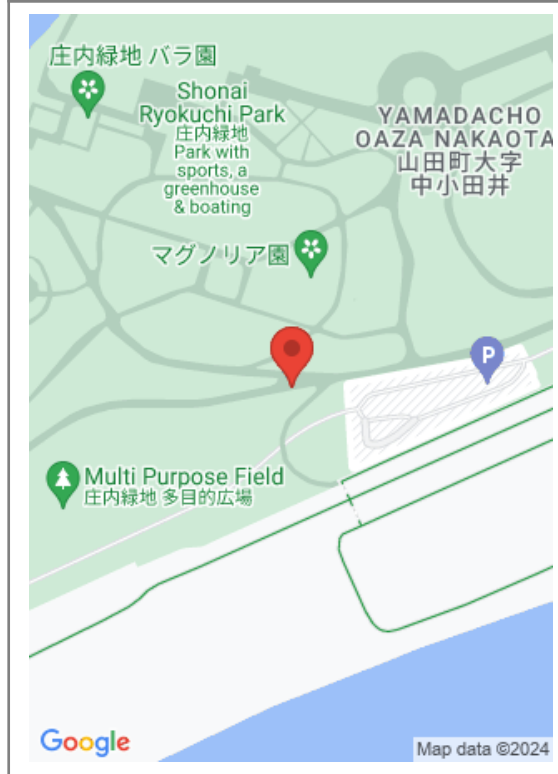 庄内緑地 バラ園
Shonai
Ryokuchi Park
庄内緑地
Park with
sports, a
greenhouse
& boating
YAMADACHO
OAZA NAKAOTA
山田町大字
中小田井
マグノリア園
P
Multi Purpose Field
庄内緑地 多目的広場
Google
Map data ©2024